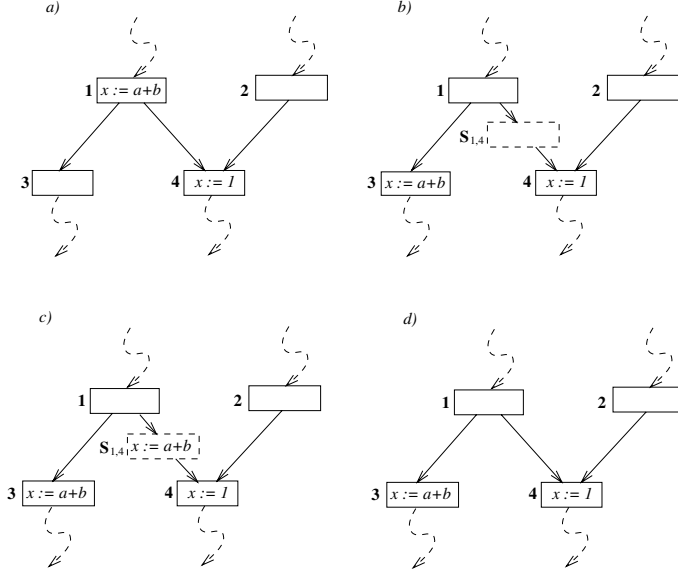 a)
1 x := a+b
2
3
4 x := 1
b)
1
2
S1,4
3 x := a+b
4 x := 1
c)
1
2
S1,4 x := a+b
3 x := a+b
4 x := 1
d)
1
2
3 x := a+b
4 x := 1